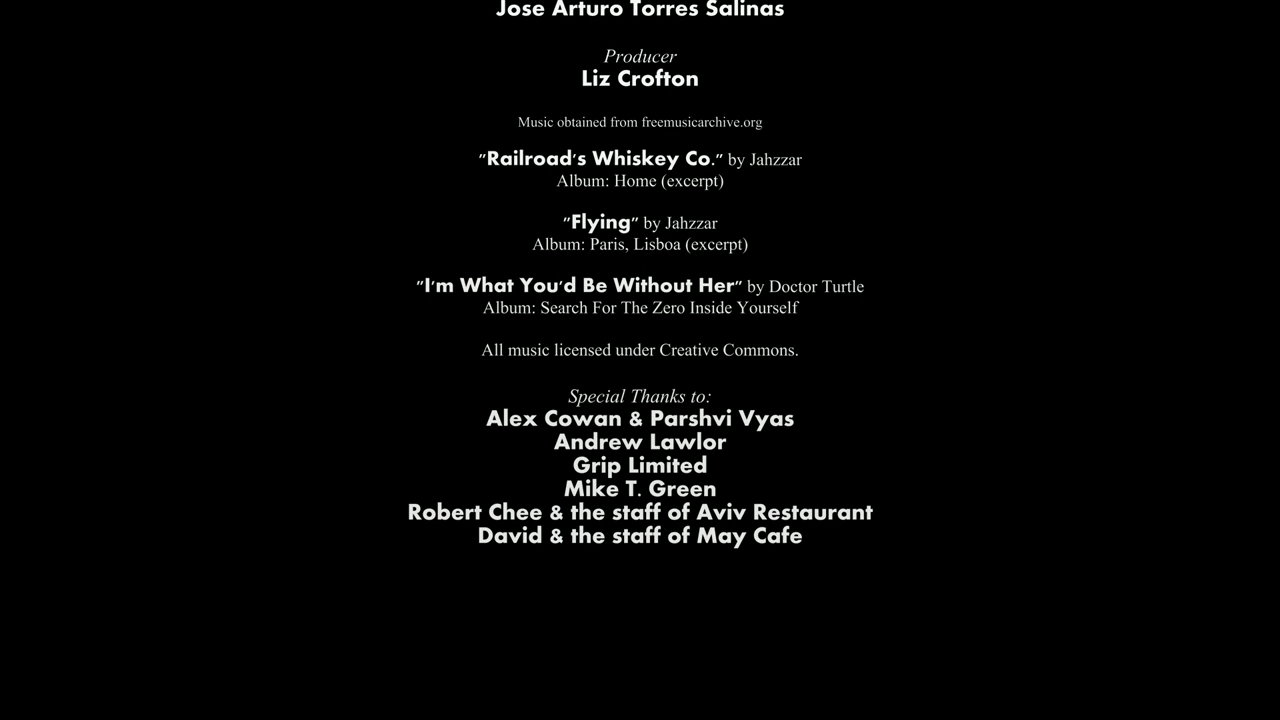 Jose Arturo Torres Salinas
Producer
Liz Crofton
Music obtained from freemusicarchive.org
"Railroad's Whiskey Co." by Jahzzar
Album: Home (excerpt)
"Flying" by Jahzzar
Album: Paris, Lisboa (excerpt)
"I'm What You'd Be Without Her" by Doctor Turtle
Album: Search For The Zero Inside Yourself
All music licensed under Creative Commons.
Special Thanks to:
Alex Cowan & Parshvi Vyas
Andrew Lawlor
Grip Limited
Mike T. Green
Robert Chee & the staff of Aviv Restaurant
David & the staff of May Cafe